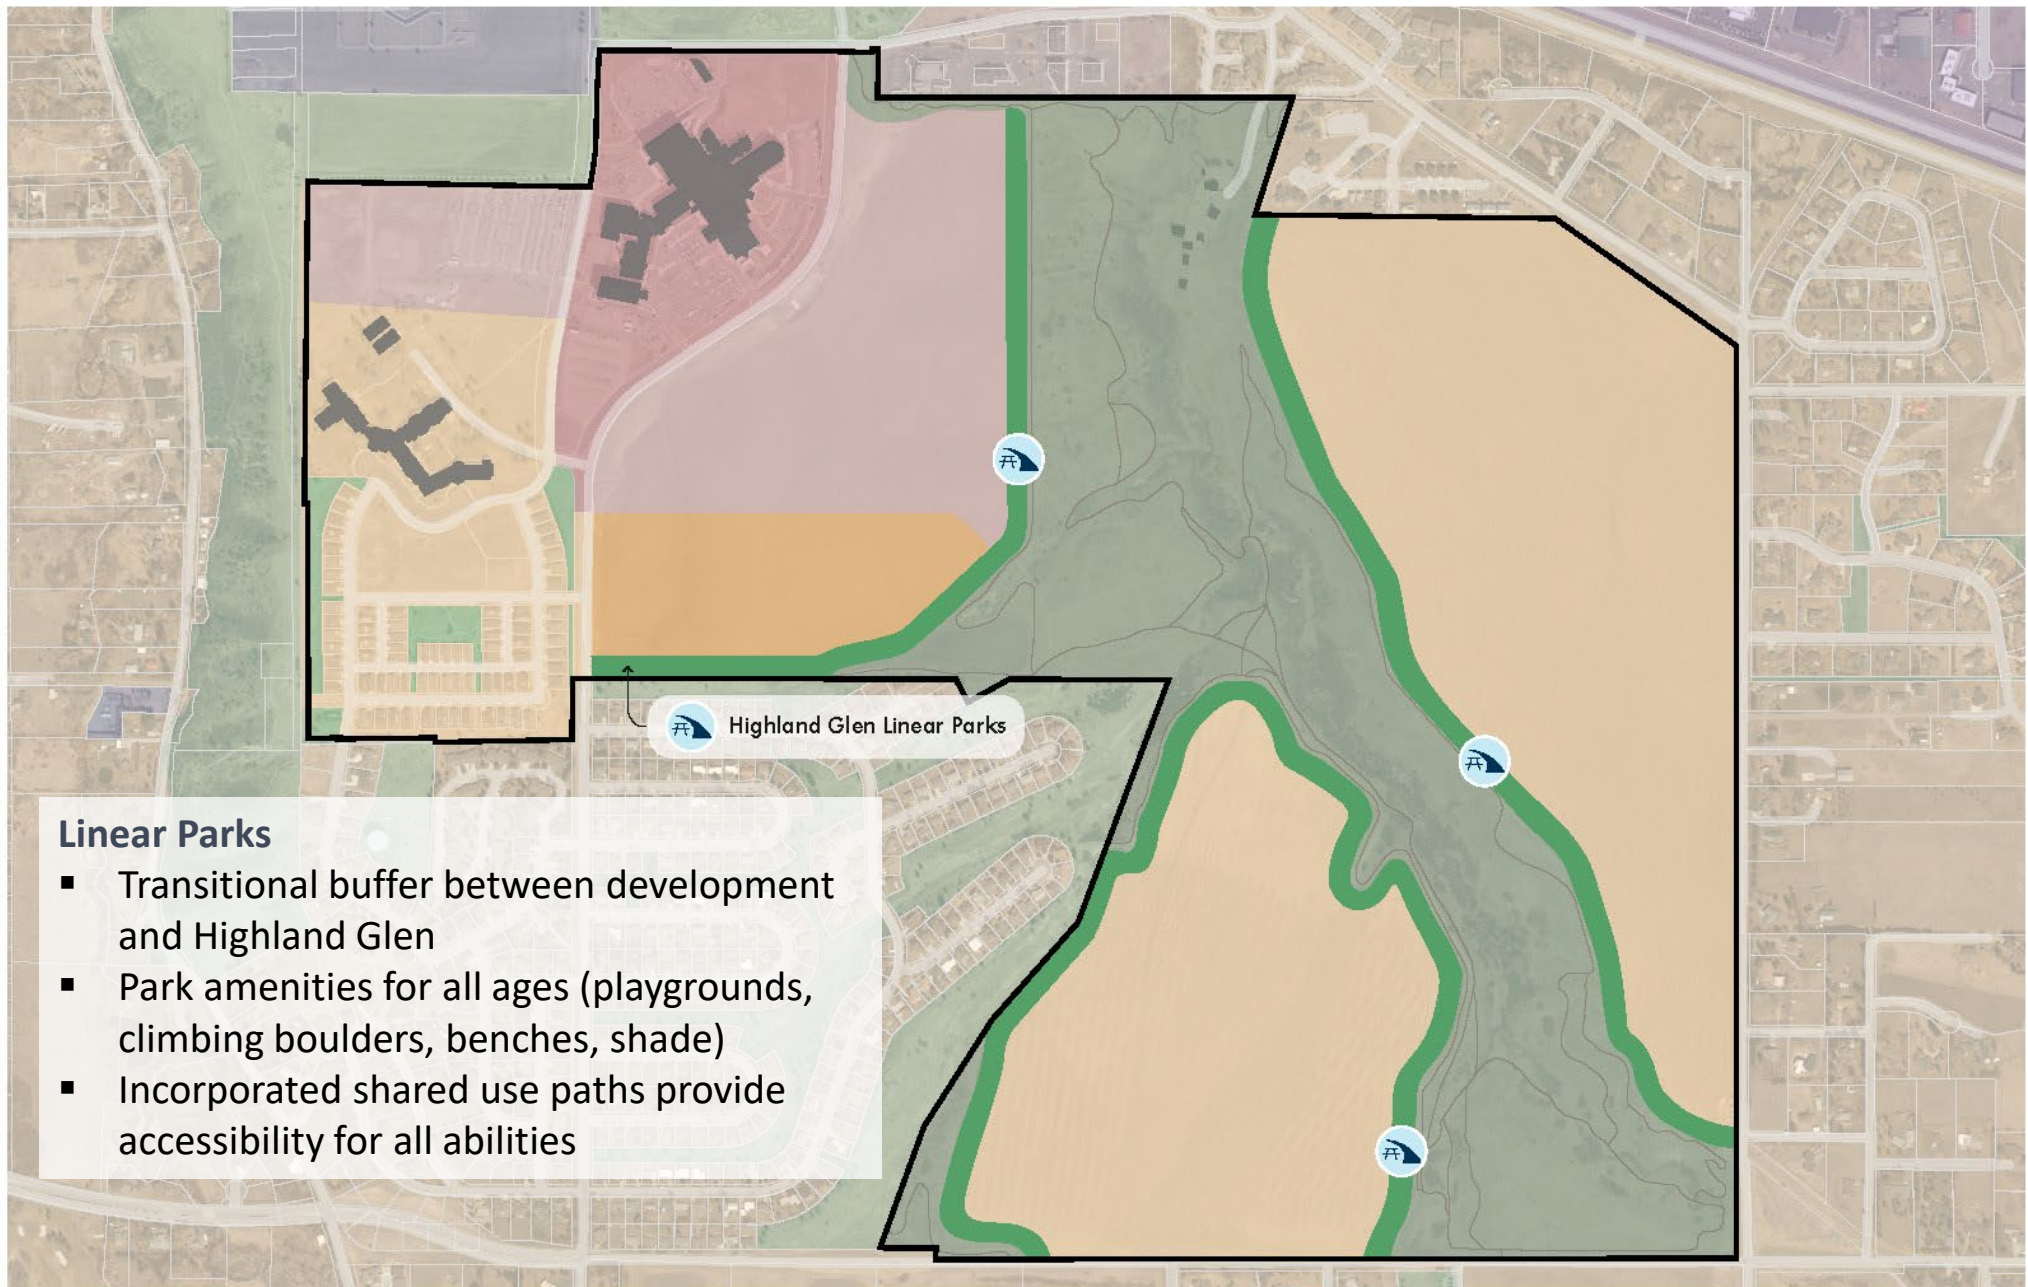 Highland Glen Linear Parks
Linear Parks
▪ Transitional buffer between development
and Highland Glen
▪ Park amenities for all ages (playgrounds,
climbing boulders, benches, shade)
▪ Incorporated shared use paths provide
accessibility for all abilities